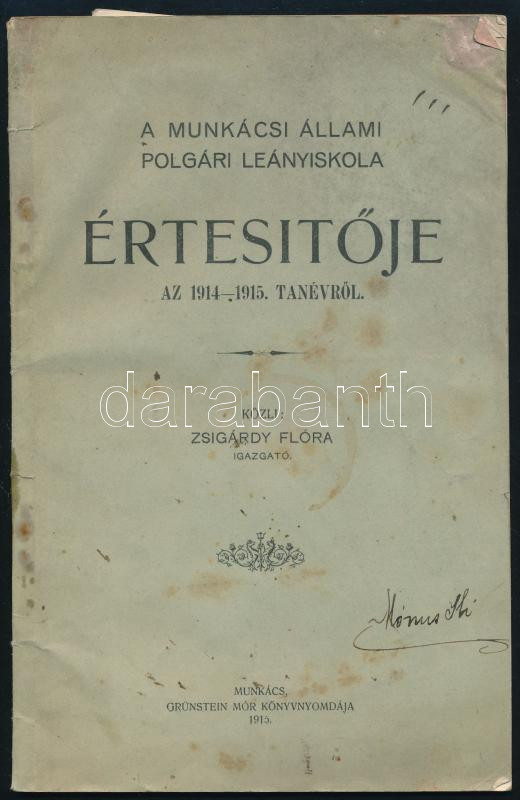 A MUNKÁCSI ÁLLAMI
POLGÁRI LEÁNYISKOLA
ÉRTESITŐJE
AZ 1914—1915. TANÉVRŐL.
darabanth
KÖZLI:
ZSIGÁRDY FLÓRA
IGAZGATÓ.
Mónus
MUNKÁCS,
GRÜNSTEIN MÓR KÖNYVNYOMDÁJA
1915.